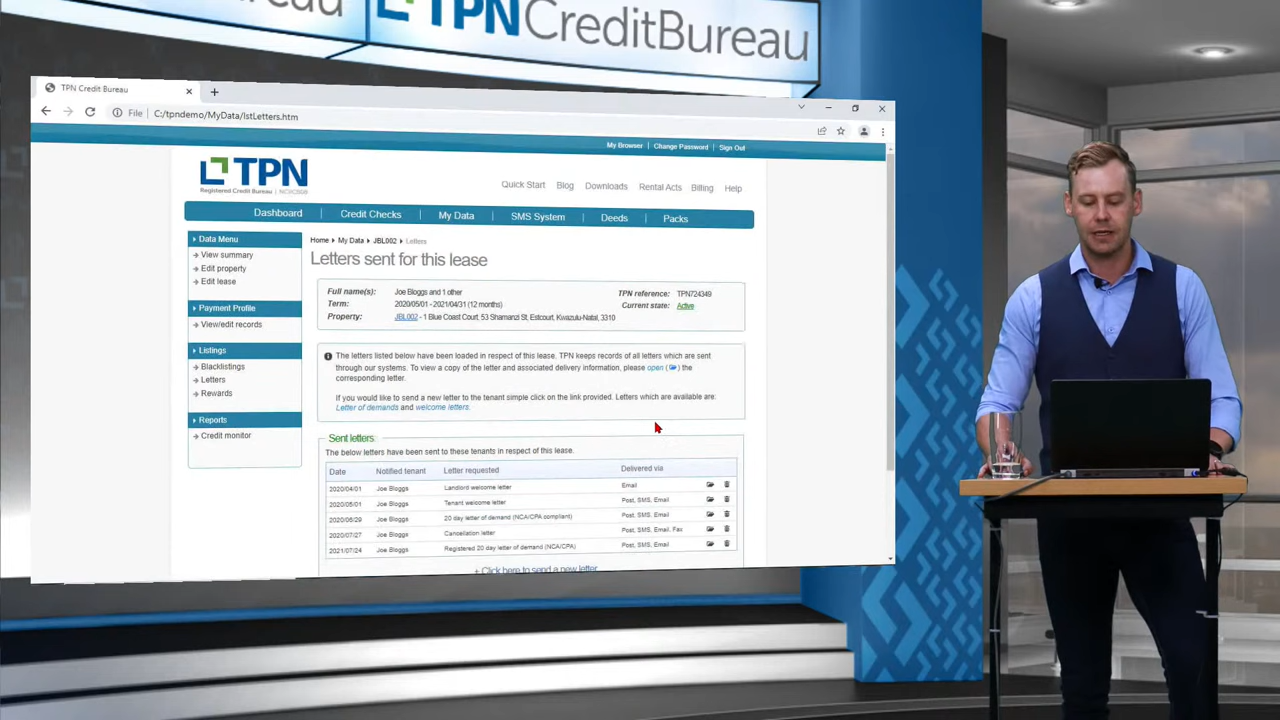 TPNCreditBureau
TPN Credit Bureau
File C:/tpndemo/MyData/lstLetters.htm
My Browser | Change Password | Sign Out
TPN
Registered Credit Bureau |
Quick Start Blog Downloads Rental Acts Billing Help
Dashboard | Credit Checks | My Data | SMS System | Deeds | Packs
Data Menu
View summary
Edit property
Edit lease
Payment Profile
View/edit records
Listings
Blacklistings
Letters
Rewards
Reports
Credit monitor
Home My Data JBL002 Letters
Letters sent for this lease
Full name(s): Joe Bloggs and 1 other TPN reference: TPN724349
Term: 2020/05/01 - 2021/04/31 (12 months) Current state: Active
Property: JBL002 - 1 Blue Coast Court, 53 Shamanzi St, Estcourt, Kwazulu-Natal, 3310
The letters listed below have been loaded in respect of this lease. TPN keeps records of all letters which are sent
through our systems. To view a copy of the letter and associated delivery information, please open ( ) the
corresponding letter.
If you would like to send a new letter to the tenant simple click on the link provided. Letters which are available are:
Letter of demands and welcome letters.
Sent letters
The below letters have been sent to these tenants in respect of this lease.
Date Notified tenant Letter requested Delivered via
2020/04/01 Joe Bloggs Landlord welcome letter Email
2020/05/01 Joe Bloggs Tenant welcome letter Post, SMS, Email
2020/06/29 Joe Bloggs 20 day letter of demand (NCA/CPA compliant) Post, SMS, Email
2020/07/27 Joe Bloggs Cancellation letter Post, SMS, Email, Fax
2021/07/24 Joe Bloggs Registered 20 day letter of demand (NCA/CPA) Post, SMS, Email
+ Click here to send a new letter